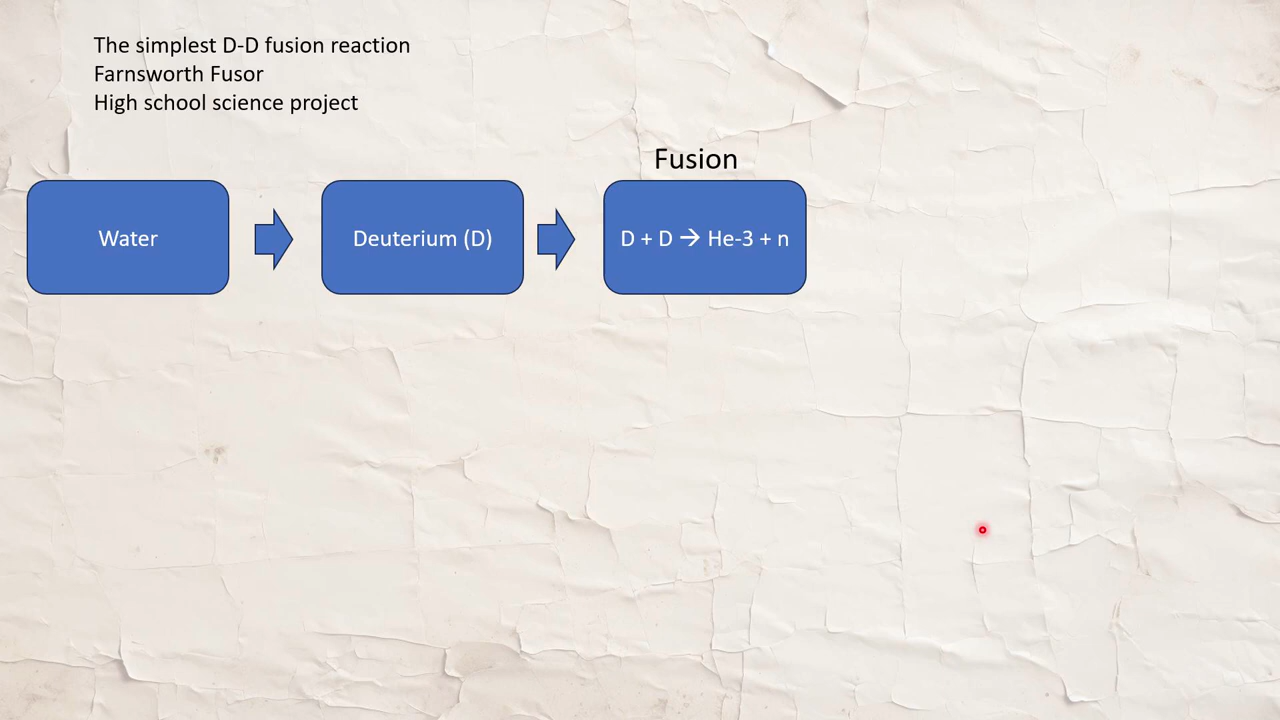 The simplest D-D fusion reaction
Farnsworth Fusor
High school science project
Fusion
Water
Deuterium (D)
D + D → He-3 + n